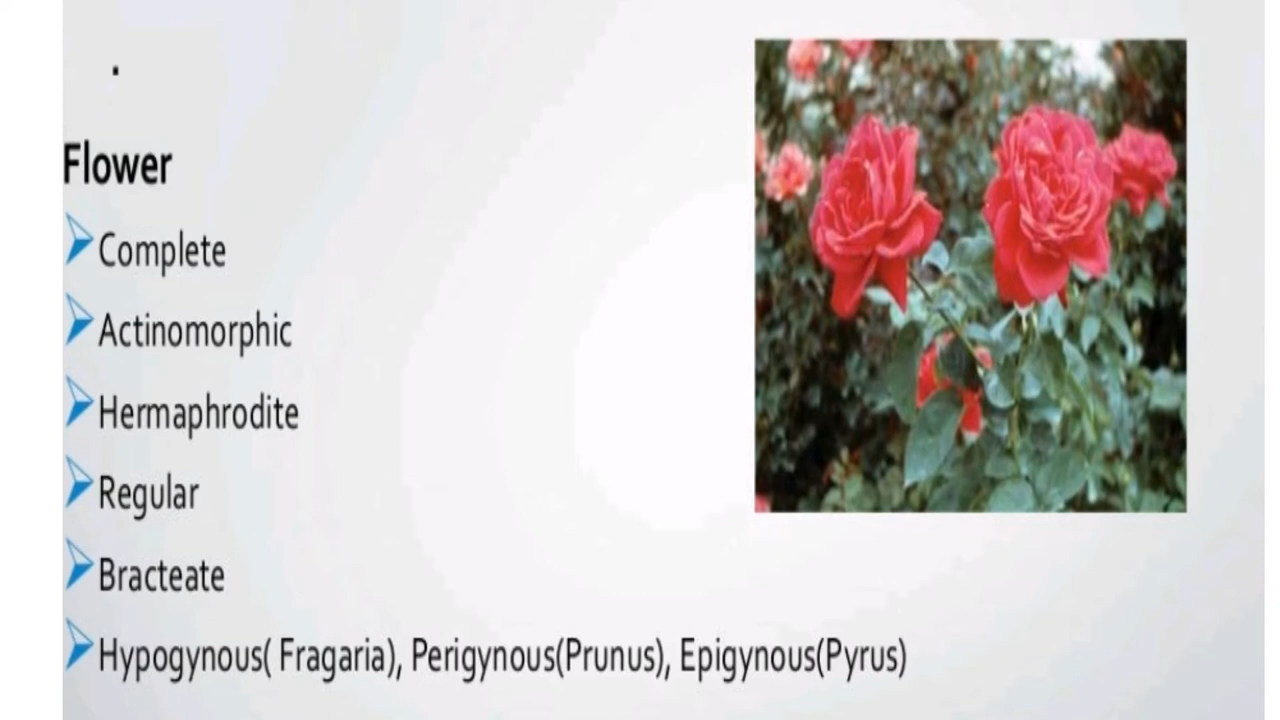 .
Flower
Complete
Actinomorphic
Hermaphrodite
Regular
Bracteate
Hypogynous( Fragaria), Perigynous(Prunus), Epigynous(Pyrus)